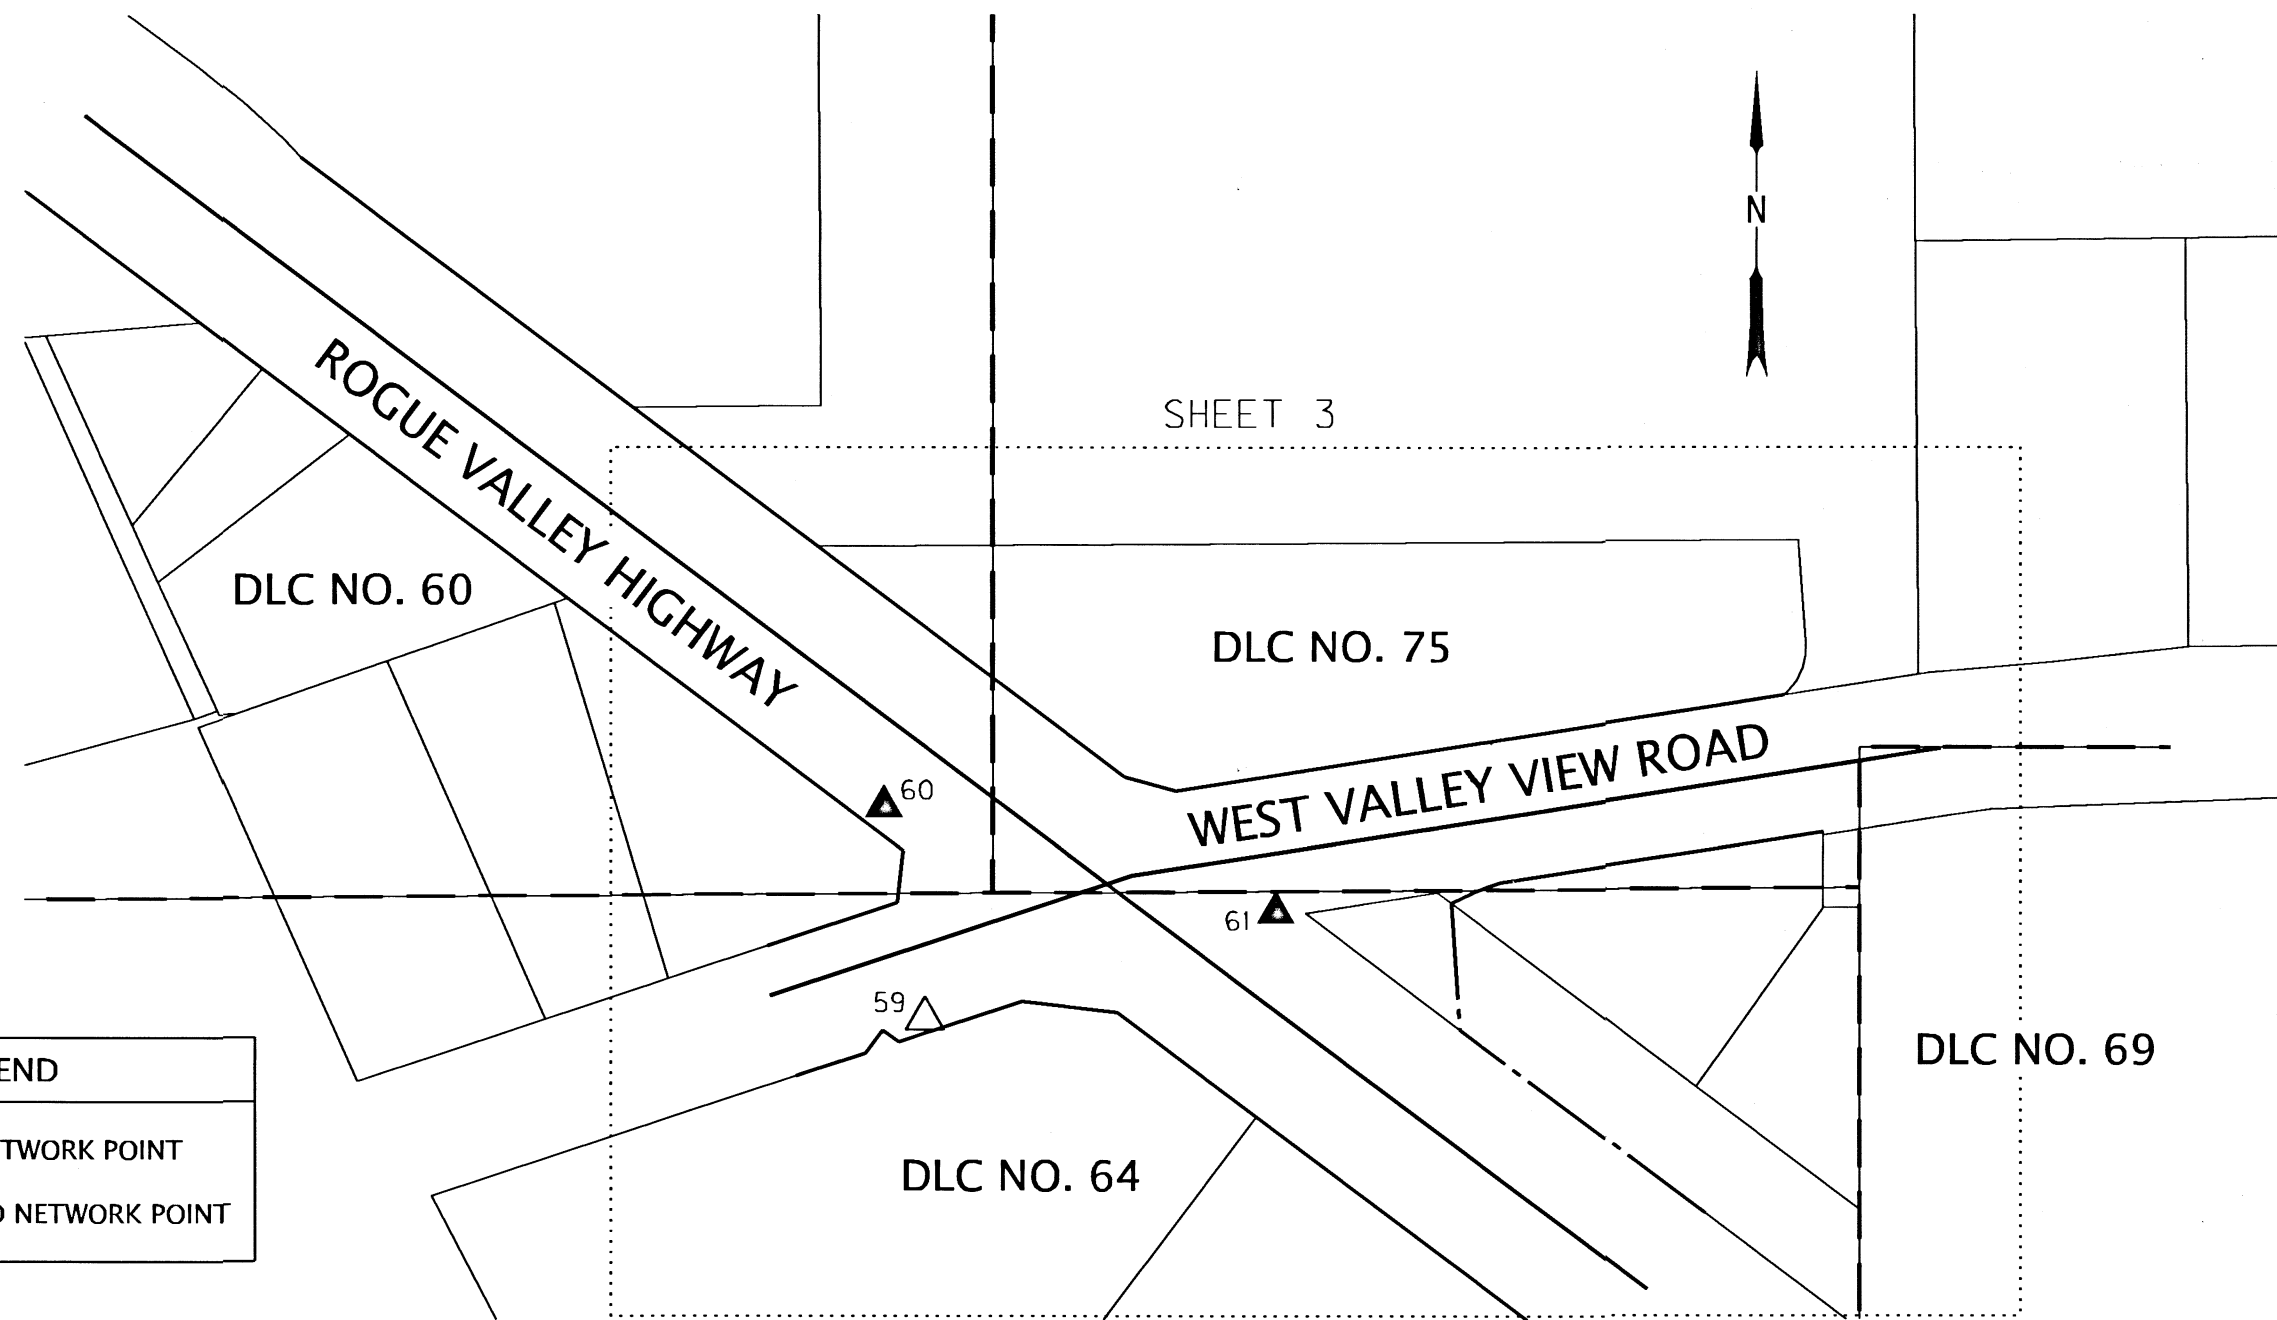 N
SHEET 3
ROGUE VALLEY HIGHWAY
DLC NO. 60
DLC NO. 75
WEST VALLEY VIEW ROAD
60
61
59
DLC NO. 69
END
TWORK POINT
NETWORK POINT
DLC NO. 64